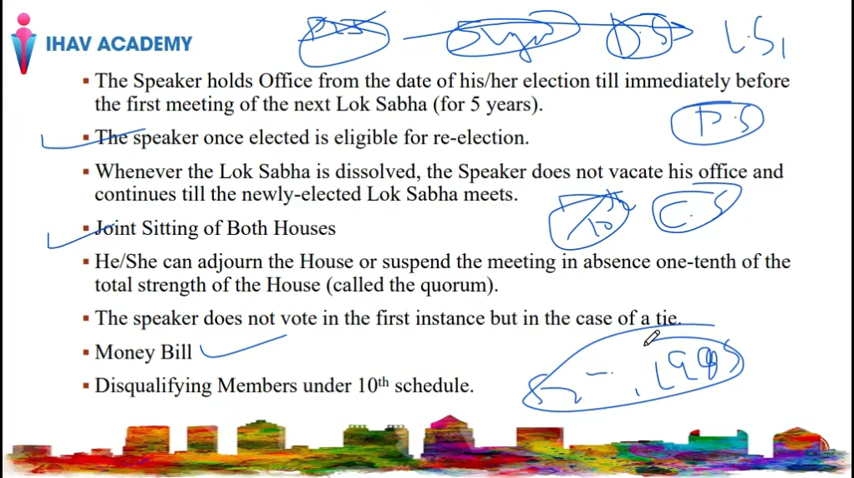 IHAV ACADEMY
L.S,
▪ The Speaker holds Office from the date of his/her election till immediately before
the first meeting of the next Lok Sabha (for 5 years).
P.S
▪ The speaker once elected is eligible for re-election.
▪ Whenever the Lok Sabha is dissolved, the Speaker does not vacate his office and
continues till the newly-elected Lok Sabha meets.
C.S
▪ Joint Sitting of Both Houses
▪ He/She can adjourn the House or suspend the meeting in absence one-tenth of the
total strength of the House (called the quorum).
▪ The speaker does not vote in the first instance but in the case of a tie.
▪ Money Bill
1985
▪ Disqualifying Members under 10th schedule.